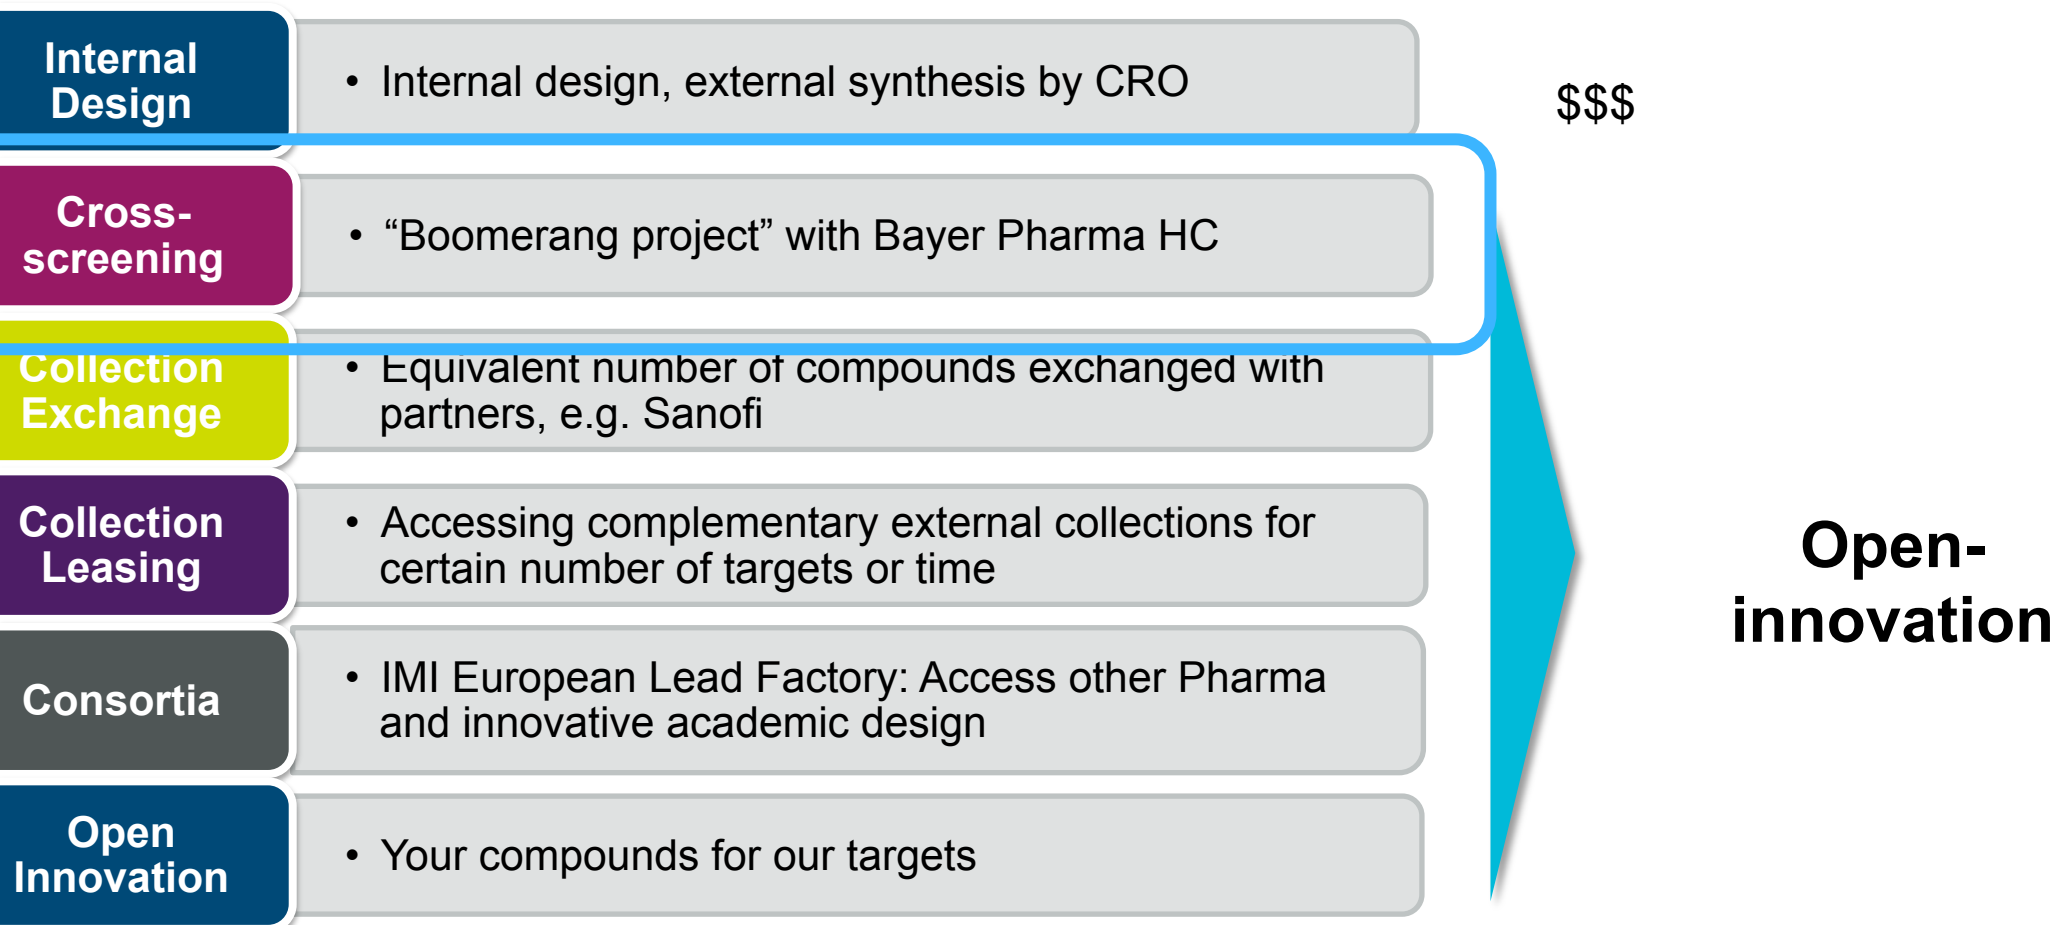 Internal
Design
• Internal design, external synthesis by CRO
$$$
Cross-
screening
• “Boomerang project” with Bayer Pharma HC
Collection
Exchange
• Equivalent number of compounds exchanged with
partners, e.g. Sanofi
Collection
Leasing
• Accessing complementary external collections for
certain number of targets or time
Open-
innovation
Consortia
• IMI European Lead Factory: Access other Pharma
and innovative academic design
Open
Innovation
• Your compounds for our targets